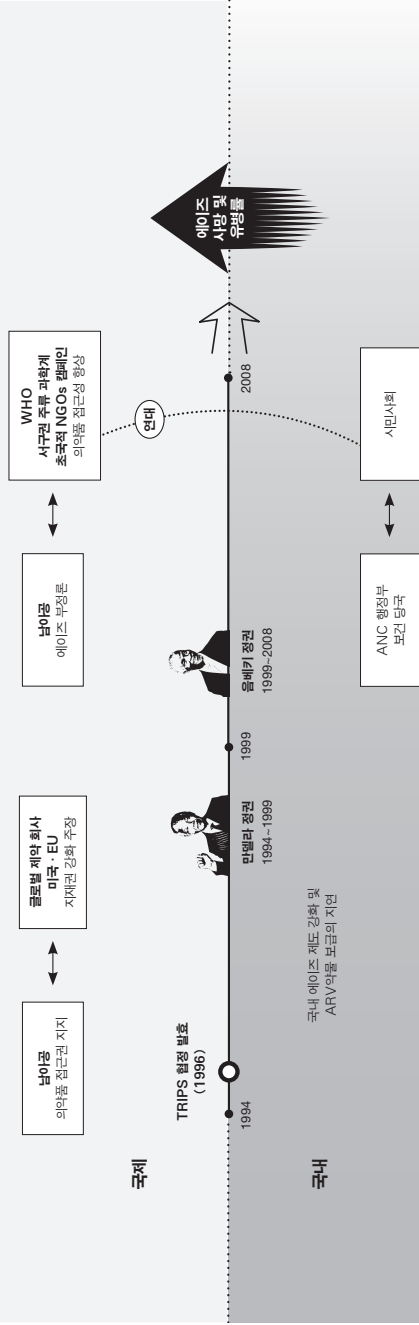 국제
남아공
의약품 접근권 지지
글로벌 제약 회사
미국 · EU
지재권 강화 주장
남아공
에이즈 부정론
WHO
서구권 주류 과학계
초국적 NGOs 캠페인
의약품 접근성 향상
연대
TRIPS 협정 발효
(1996)
1994
만델라 정권
1994~1999
1999
음베키 정권
1999~2008
2008
에이즈
사망 및
유병률
국내
국내 에이즈 제도 강화 및
ARV약물 보급의 지연
ANC 행정부
보건 당국
시민사회